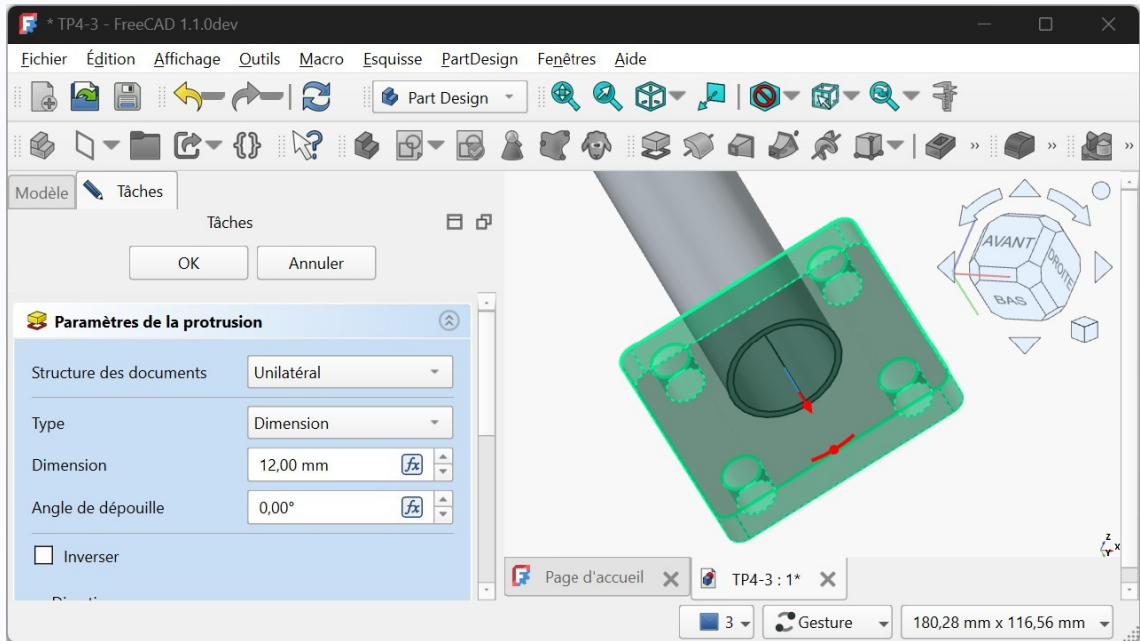 * TP4-3 - FreeCAD 1.1.0dev
Fichier Édition Affichage Outils Macro Esquisse PartDesign Fenêtres Aide
Part Design
Modèle Tâches
Tâches
OK Annuler
Paramètres de la protrusion
Structure des documents Unilatéral
Type Dimension
Dimension 12,00 mm fx
Angle de dépouille 0,00° fx
Inverser
AVANT
DROITE
BAS
Z
X
Y
Page d'accueil TP4-3 : 1*
3 Gesture 180,28 mm x 116,56 mm